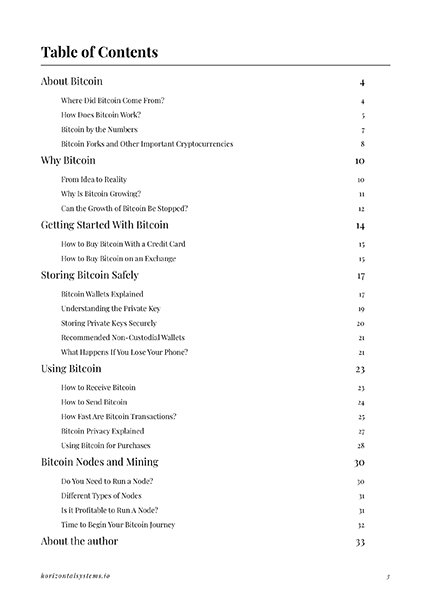 Table of Contents
About Bitcoin 4
Where Did Bitcoin Come From? 4
How Does Bitcoin Work? 5
Bitcoin by the Numbers 7
Bitcoin Forks and Other Important Cryptocurrencies 8
Why Bitcoin 10
From Idea to Reality 10
Why is Bitcoin Growing? 11
Can the Growth of Bitcoin Be Stopped? 12
Getting Started With Bitcoin 14
How to Buy Bitcoin With a Credit Card 15
How to Buy Bitcoin on an Exchange 15
Storing Bitcoin Safely 17
Bitcoin Wallets Explained 17
Understanding the Private Key 19
Storing Private Keys Securely 20
Recommended Non-Custodial Wallets 21
What Happens If You Lose Your Phone? 21
Using Bitcoin 23
How to Receive Bitcoin 23
How to Send Bitcoin 24
How Fast Are Bitcoin Transactions? 25
Bitcoin Privacy Explained 27
Using Bitcoin for Purchases 28
Bitcoin Nodes and Mining 30
Do You Need to Run a Node? 30
Different Types of Nodes 31
Is it Profitable to Run A Node? 31
Time to Begin Your Bitcoin Journey 32
About the author 33
horizontalsystems.io 3